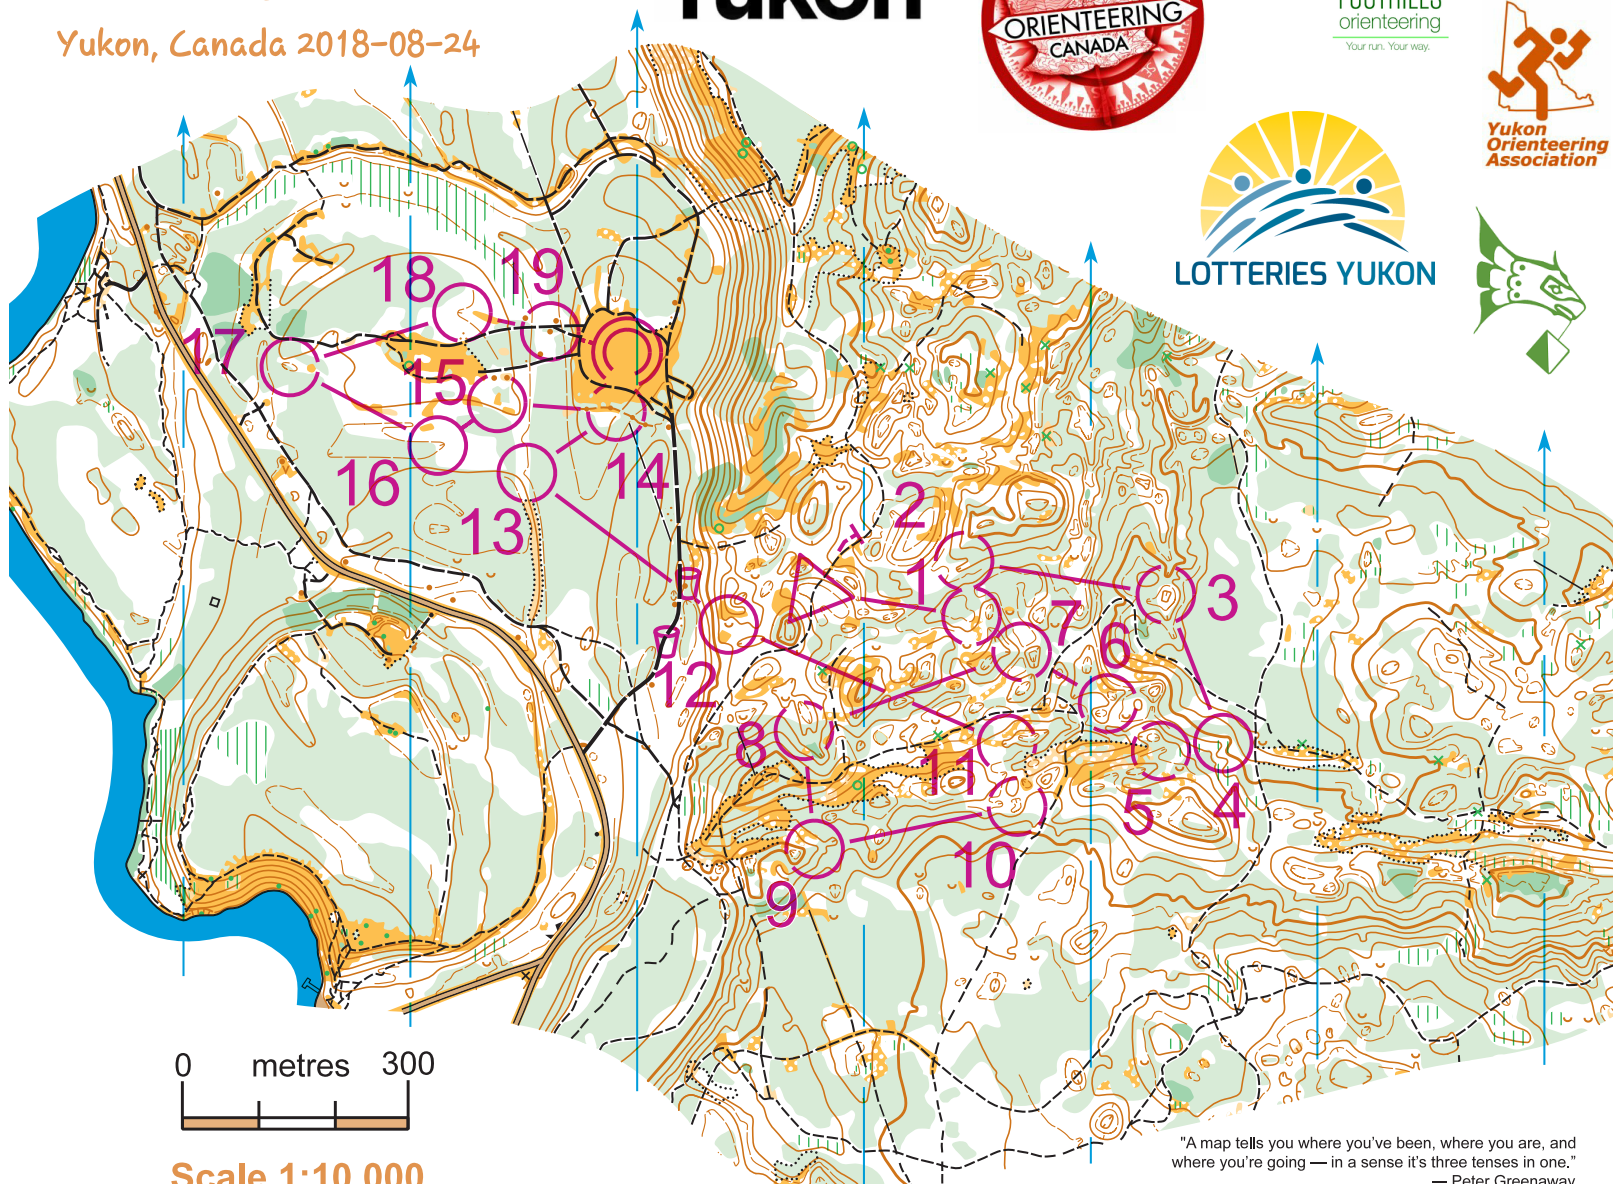 Yukon
Yukon, Canada 2018-08-24
ORIENTEERING
CANADA
FOOTHILLS
orienteering
Your run. Your way.
Yukon
Orienteering
Association
LOTTERIES YUKON
18
19
17
15
16
14
13
2
1
3
7
6
12
8
11
5
4
10
9
0 metres 300
Scale 1:10 000
"A map tells you where you've been, where you are, and
where you're going — in a sense it's three tenses in one."
— Peter Greenaway